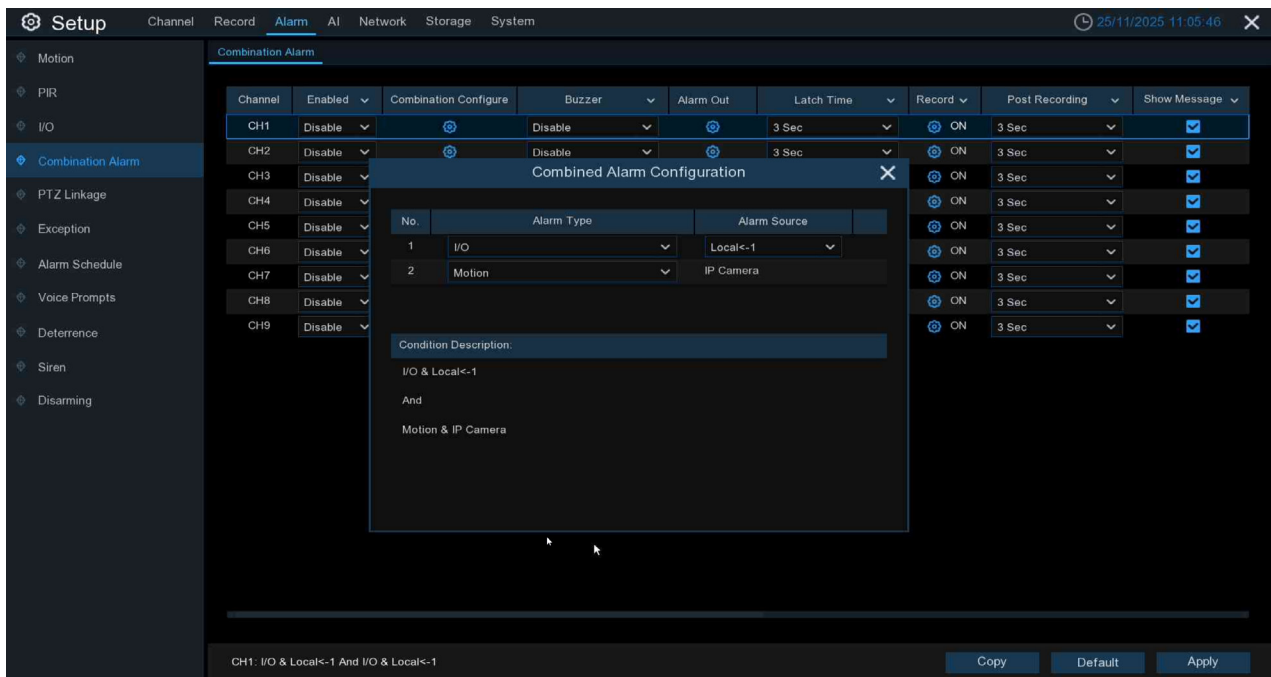 Setup Channel Record Alarm AI Network Storage System 25/11/2025 11:05:46
Motion
PIR
I/O
Combination Alarm
PTZ Linkage
Exception
Alarm Schedule
Voice Prompts
Deterrence
Siren
Disarming
Combination Alarm
Channel Enabled Combination Configure Buzzer Alarm Out Latch Time Record Post Recording Show Message
CH1 Disable Disable 3 Sec ON 3 Sec
CH2 Disable Disable 3 Sec ON 3 Sec
CH3 Disable ON 3 Sec
CH4 Disable ON 3 Sec
CH5 Disable ON 3 Sec
CH6 Disable ON 3 Sec
CH7 Disable ON 3 Sec
CH8 Disable ON 3 Sec
CH9 Disable ON 3 Sec
Combined Alarm Configuration
No. Alarm Type Alarm Source
1 I/O Local<-1
2 Motion IP Camera
Condition Description:
I/O & Local<-1
And
Motion & IP Camera
CH1: I/O & Local<-1 And I/O & Local<-1
Copy Default Apply